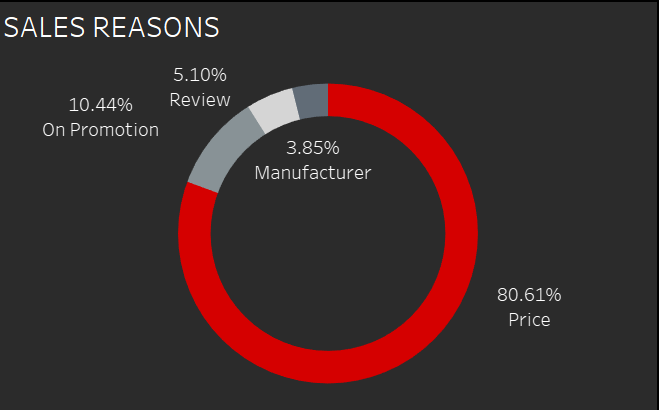 SALES REASONS
5.10%
Review
10.44%
On Promotion
3.85%
Manufacturer
80.61%
Price